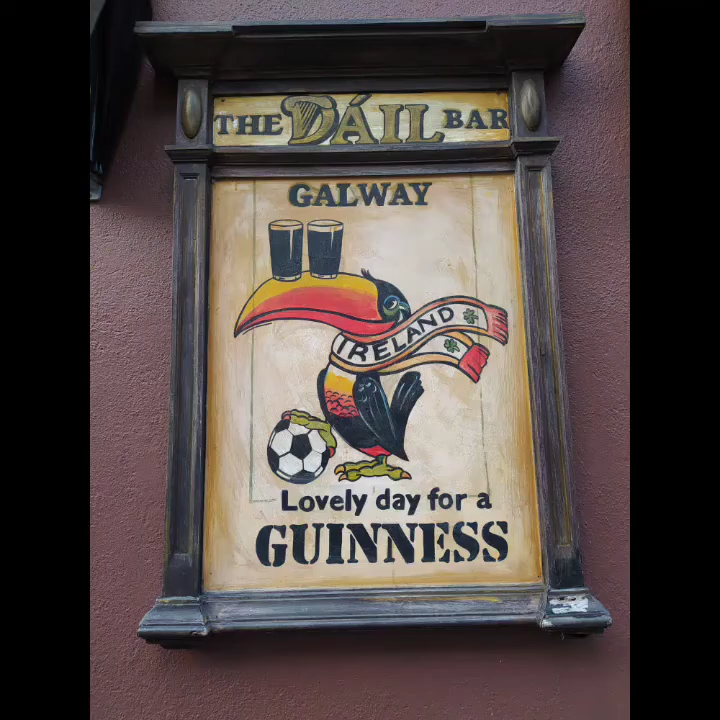 THE DÁIL BAR
GALWAY
IRELAND
Lovely day for a
GUINNESS